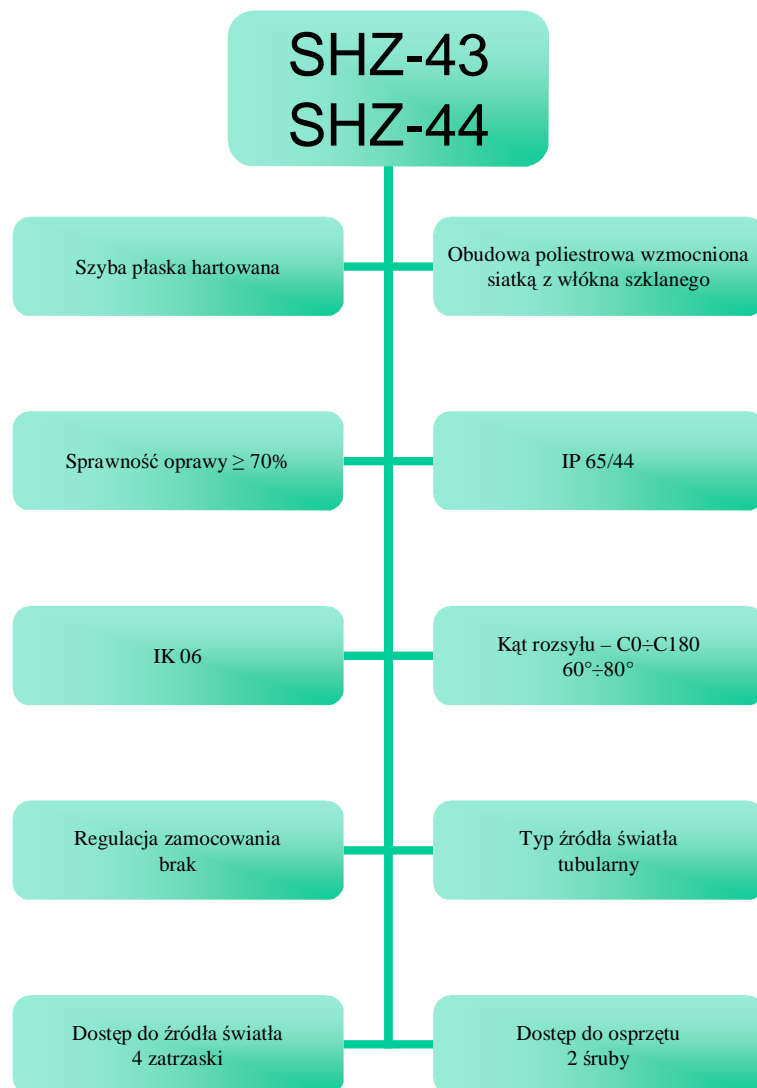 SHZ-43
SHZ-44
Szyba płaska hartowana
Obudowa poliestrowa wzmocniona
siatką z włókna szklanego
Sprawność oprawy ≥ 70%
IP 65/44
IK 06
Kąt rozsyłu – C0÷C180
60°÷80°
Regulacja zamocowania
brak
Typ źródła światła
tubularny
Dostęp do źródła światła
4 zatrzaski
Dostęp do osprzętu
2 śruby